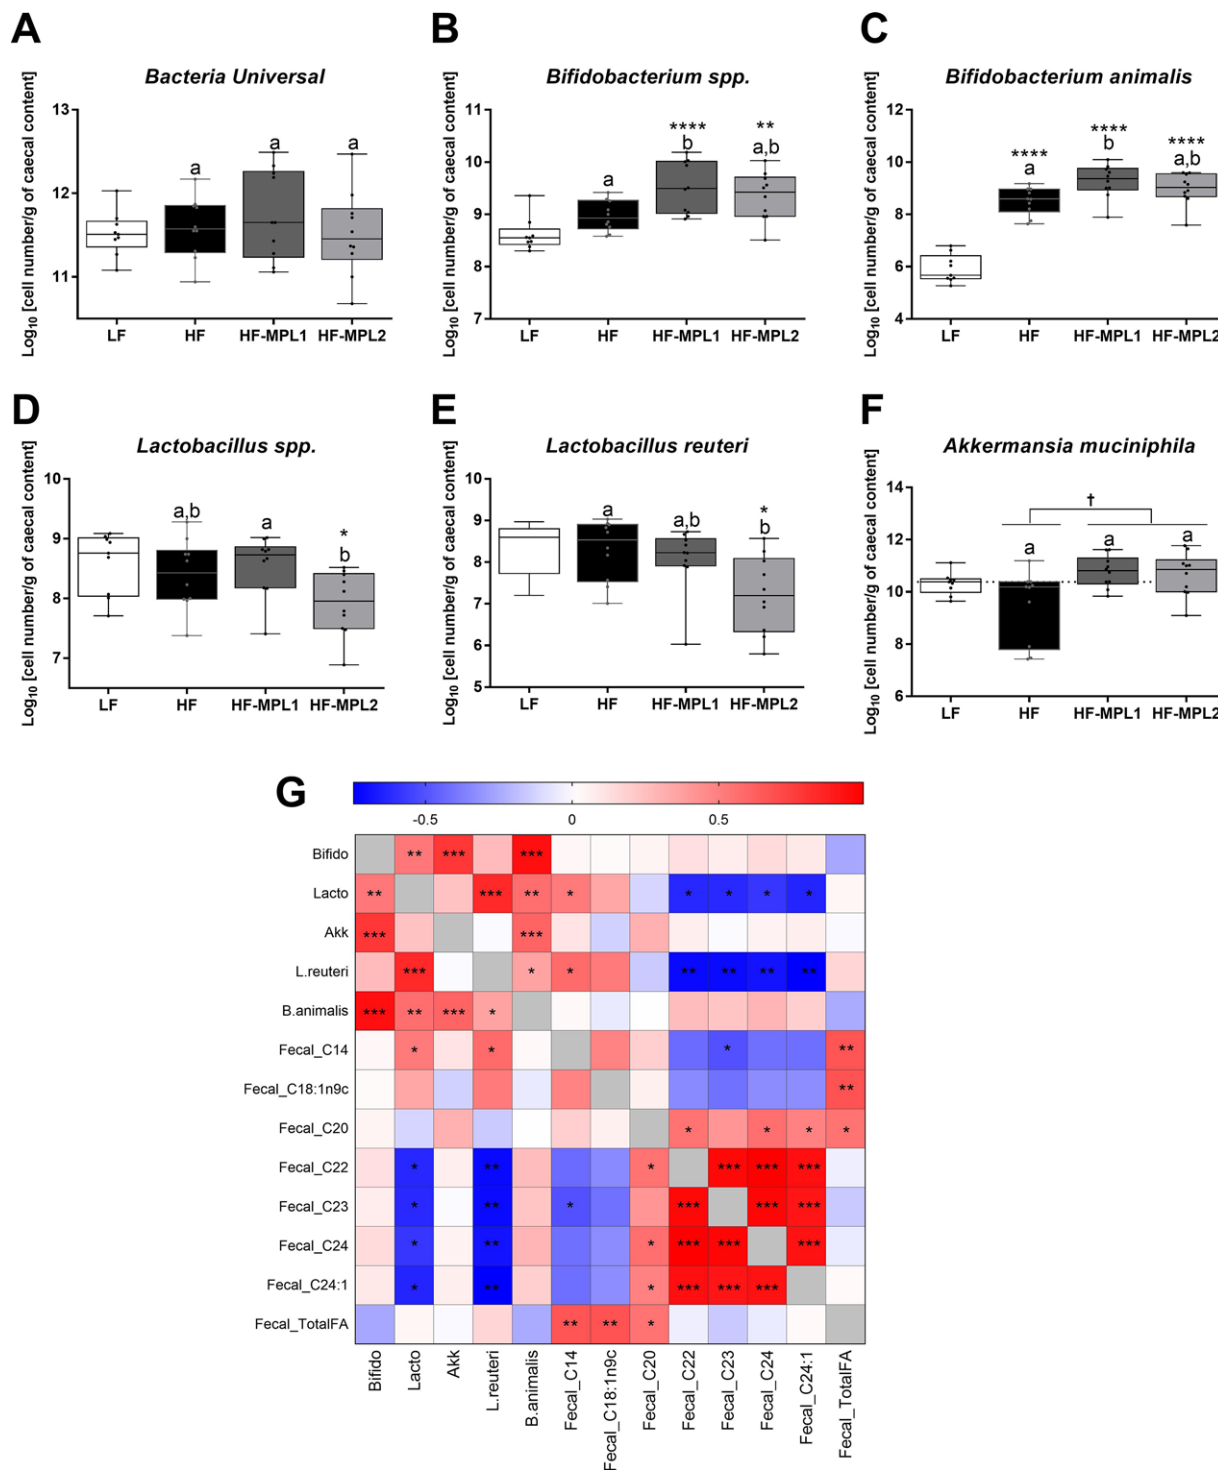 A
Bacteria Universal
Log10 [cell number/g of caecal content]
13
12
11
a
a
a
LF
HF
HF-MPL1
HF-MPL2
B
Bifidobacterium spp.
Log10 [cell number/g of caecal content]
11
10
9
8
7
a
****
b
**
a,b
LF
HF
HF-MPL1
HF-MPL2
C
Bifidobacterium animalis
Log10 [cell number/g of caecal content]
12
10
8
6
4
****
a
****
b
****
a,b
LF
HF
HF-MPL1
HF-MPL2
D
Lactobacillus spp.
Log10 [cell number/g of caecal content]
10
9
8
7
a,b
a
*
b
LF
HF
HF-MPL1
HF-MPL2
E
Lactobacillus reuteri
Log10 [cell number/g of caecal content]
10
9
8
7
6
5
a
a,b
*
b
LF
HF
HF-MPL1
HF-MPL2
F
Akkermansia muciniphila
Log10 [cell number/g of caecal content]
14
12
10
8
6
†
a
a
a
LF
HF
HF-MPL1
HF-MPL2
G
-0.5 0 0.5
Bifido ** *** ***
Lacto ** *** ** * * * * *
Akk *** ***
L.reuteri *** * * ** ** ** **
B.animalis *** ** *** *
Fecal_C14 * * * **
Fecal_C18:1n9c **
Fecal_C20 * * * *
Fecal_C22 * ** * *** *** ***
Fecal_C23 * ** * *** *** ***
Fecal_C24 * ** * *** *** ***
Fecal_C24:1 * ** * *** *** ***
Fecal_TotalFA ** ** *
Bifido
Lacto
Akk
L.reuteri
B.animalis
Fecal_C14
Fecal_C18:1n9c
Fecal_C20
Fecal_C22
Fecal_C23
Fecal_C24
Fecal_C24:1
Fecal_TotalFA